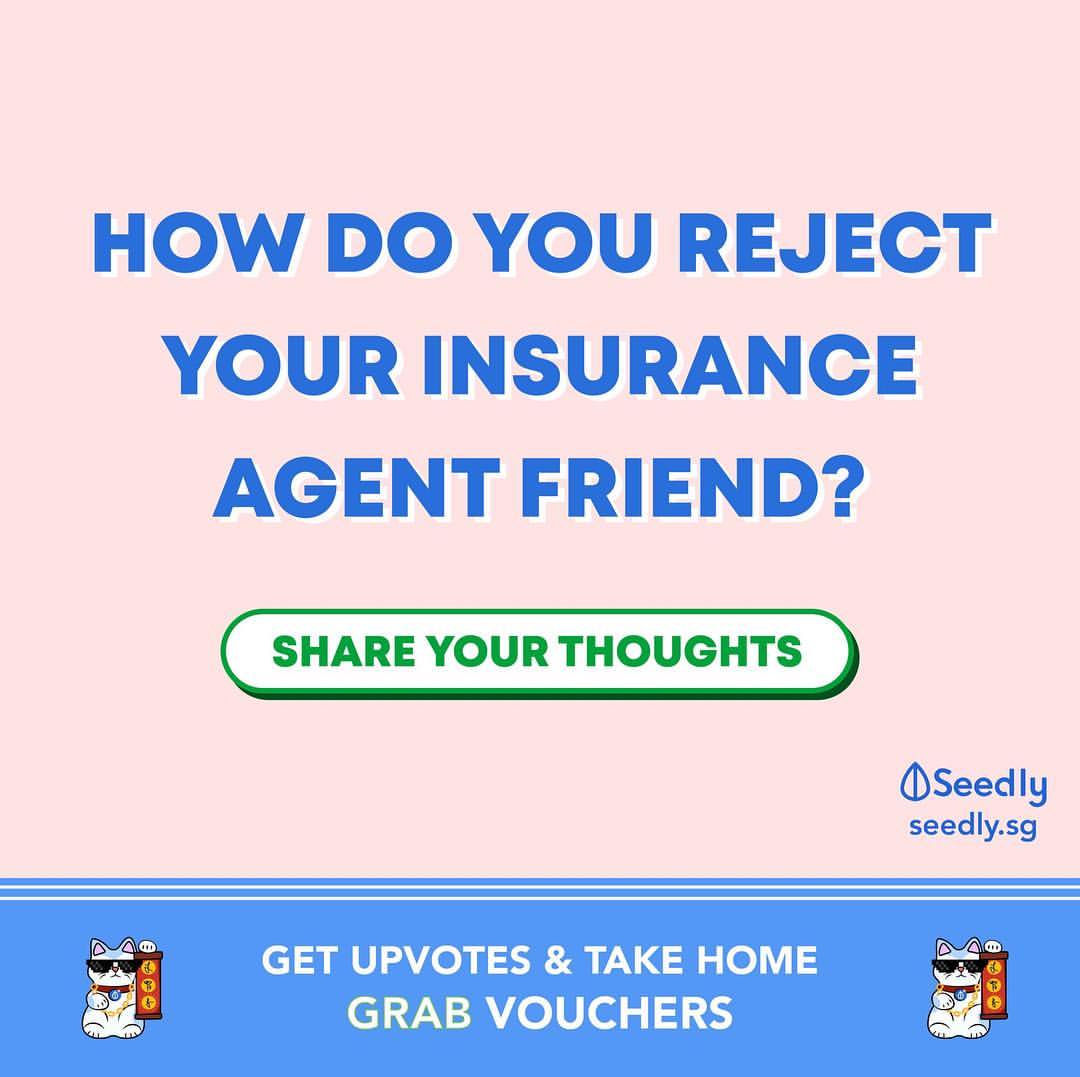 HOW DO YOU REJECT
YOUR INSURANCE
AGENT FRIEND?
SHARE YOUR THOUGHTS
Seedly
seedly.sg
GET UPVOTES & TAKE HOME
GRAB VOUCHERS